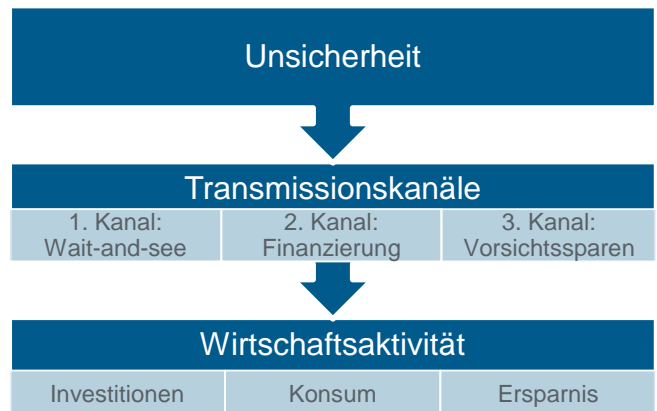 Unsicherheit
Transmissionskanäle
1. Kanal:
Wait-and-see
2. Kanal:
Finanzierung
3. Kanal:
Vorsichtssparen
Wirtschaftsaktivität
Investitionen
Konsum
Ersparnis